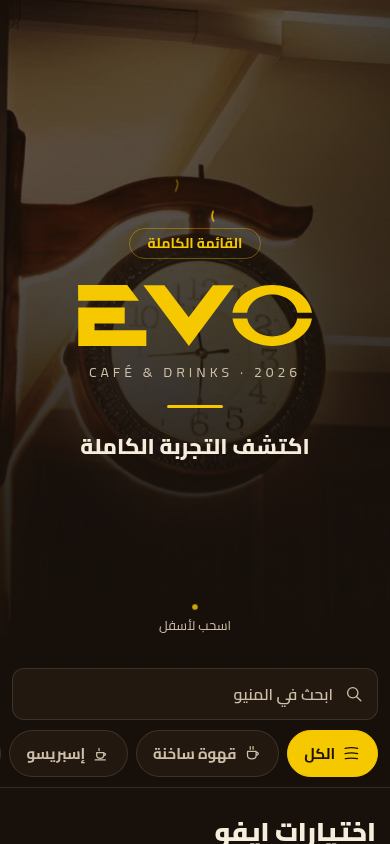 القائمة الكاملة
EVO
CAFÉ & DRINKS · 2026
اكتشف التجربة الكاملة
اسحب لأسفل
ابحث في المنيو
الكل
قهوة ساخنة
إسبريسو
اختيارات ايفو